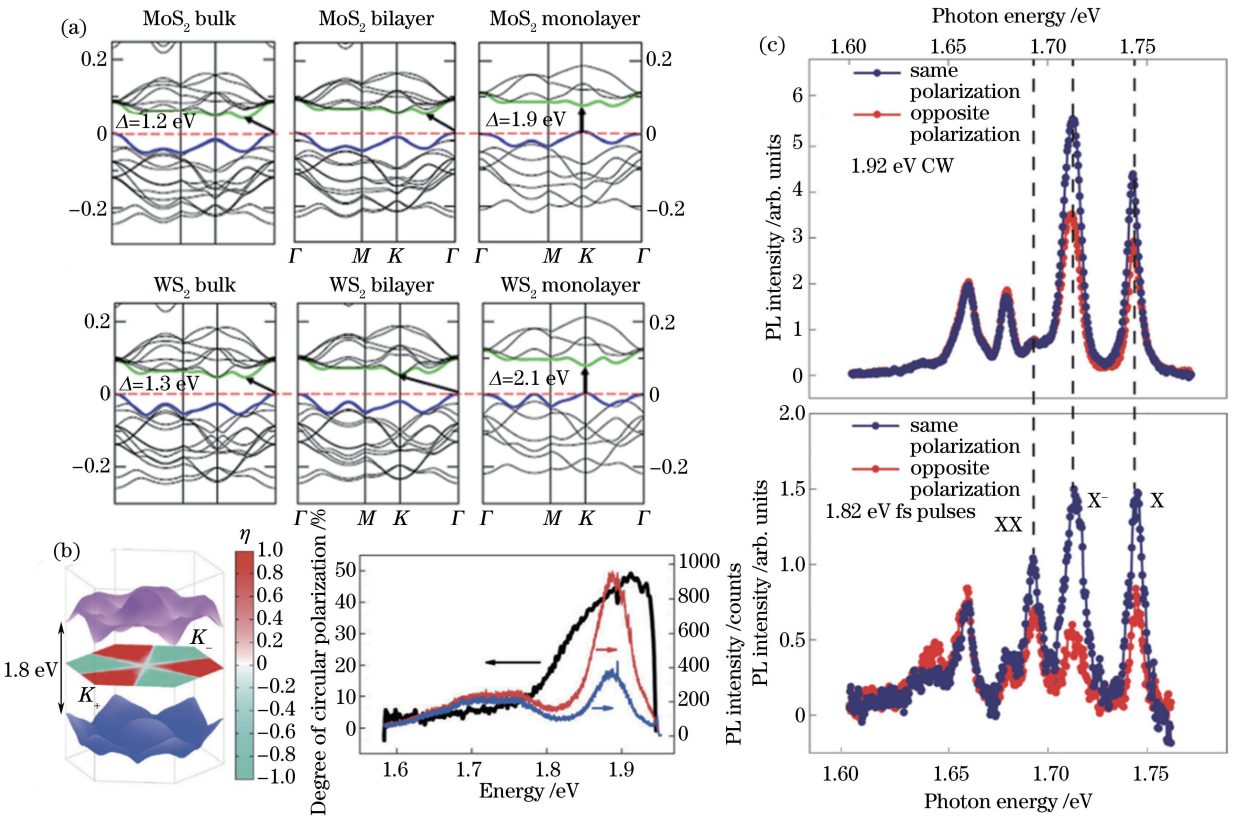 (a)
MoS₂ bulk
MoS₂ bilayer
MoS₂ monolayer
0.2
0
−0.2
Δ=1.2 eV
Δ=1.9 eV
0.2
0
−0.2
Γ M K Γ Γ M K Γ
WS₂ bulk
WS₂ bilayer
WS₂ monolayer
0.2
0
−0.2
Δ=1.3 eV
Δ=2.1 eV
0.2
0
−0.2
Γ M K Γ Γ M K Γ
(b)
1.8 eV
K₋
K₊
η
1.0
0.8
0.6
0.4
0.2
0
−0.2
−0.4
−0.6
−0.8
−1.0
Degree of circular polarization /%
50
40
30
20
10
0
1000
800
600
400
200
0
PL intensity /counts
1.6 1.7 1.8 1.9
Energy /eV
(c)
Photon energy /eV
1.60 1.65 1.70 1.75
same
polarization
opposite
polarization
1.92 eV CW
PL intensity /arb. units
6
5
4
3
2
1
0
same
polarization
opposite
polarization
1.82 eV fs pulses
XX
X⁻
X
PL intensity /arb. units
2.0
1.5
1.0
0.5
0
1.60 1.65 1.70 1.75
Photon energy /eV